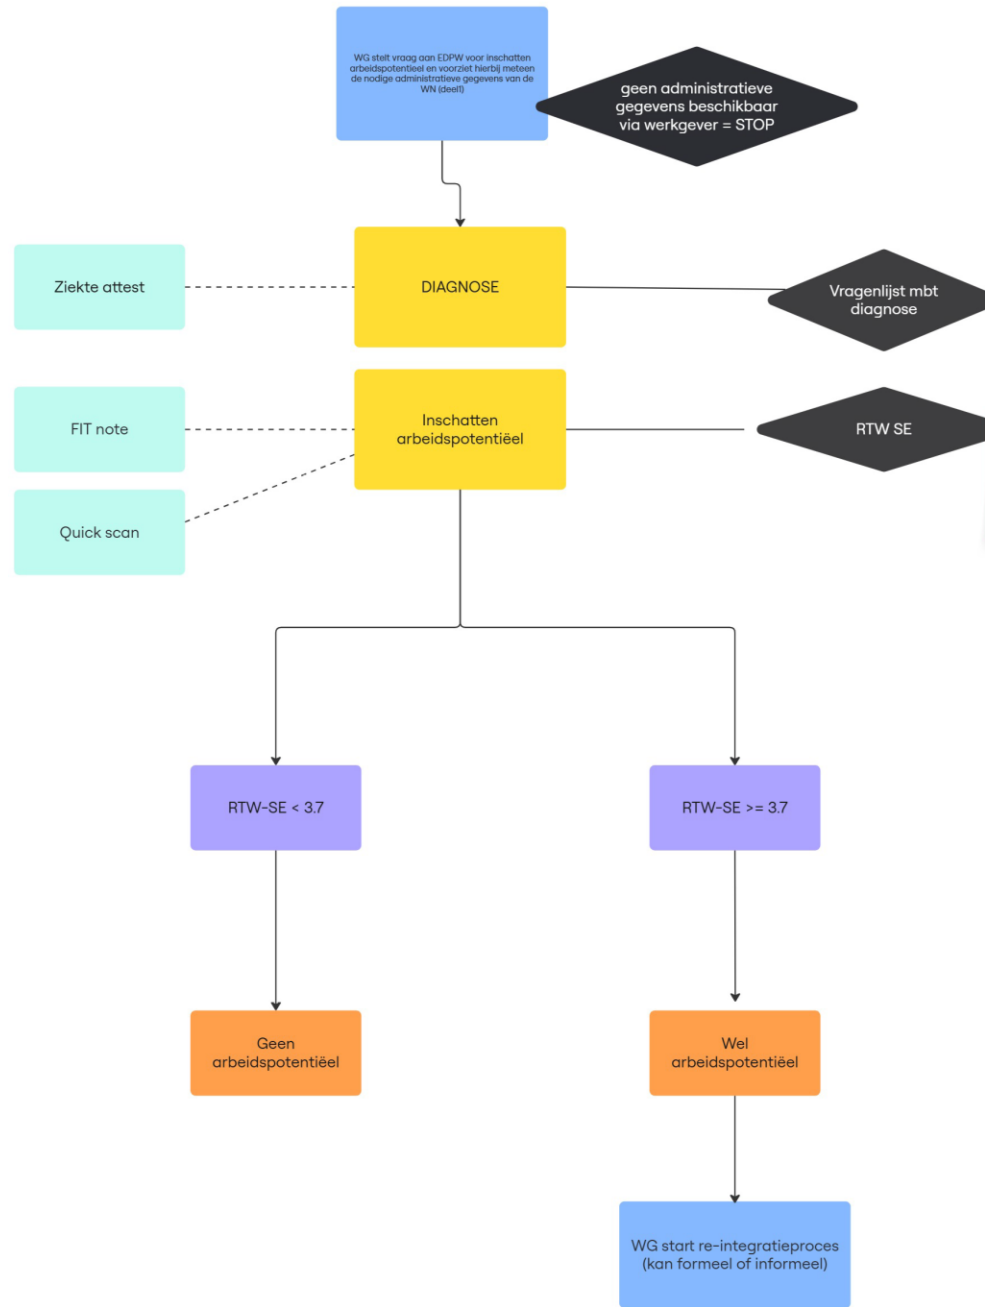 WG stelt vraag aan EDPW voor inschatten
arbeidspotentieel en voorziet hierbij meteen
de nodige administratieve gegevens van de
WN (deel1)
geen administratieve
gegevens beschikbaar
via werkgever = STOP
Ziekte attest
DIAGNOSE
Vragenlijst mbt
diagnose
FIT note
Inschatten
arbeidspotentiëel
RTW SE
Quick scan
RTW-SE < 3.7
RTW-SE >= 3.7
Geen
arbeidspotentiëel
Wel
arbeidspotentiëel
WG start re-integratieproces
(kan formeel of informeel)